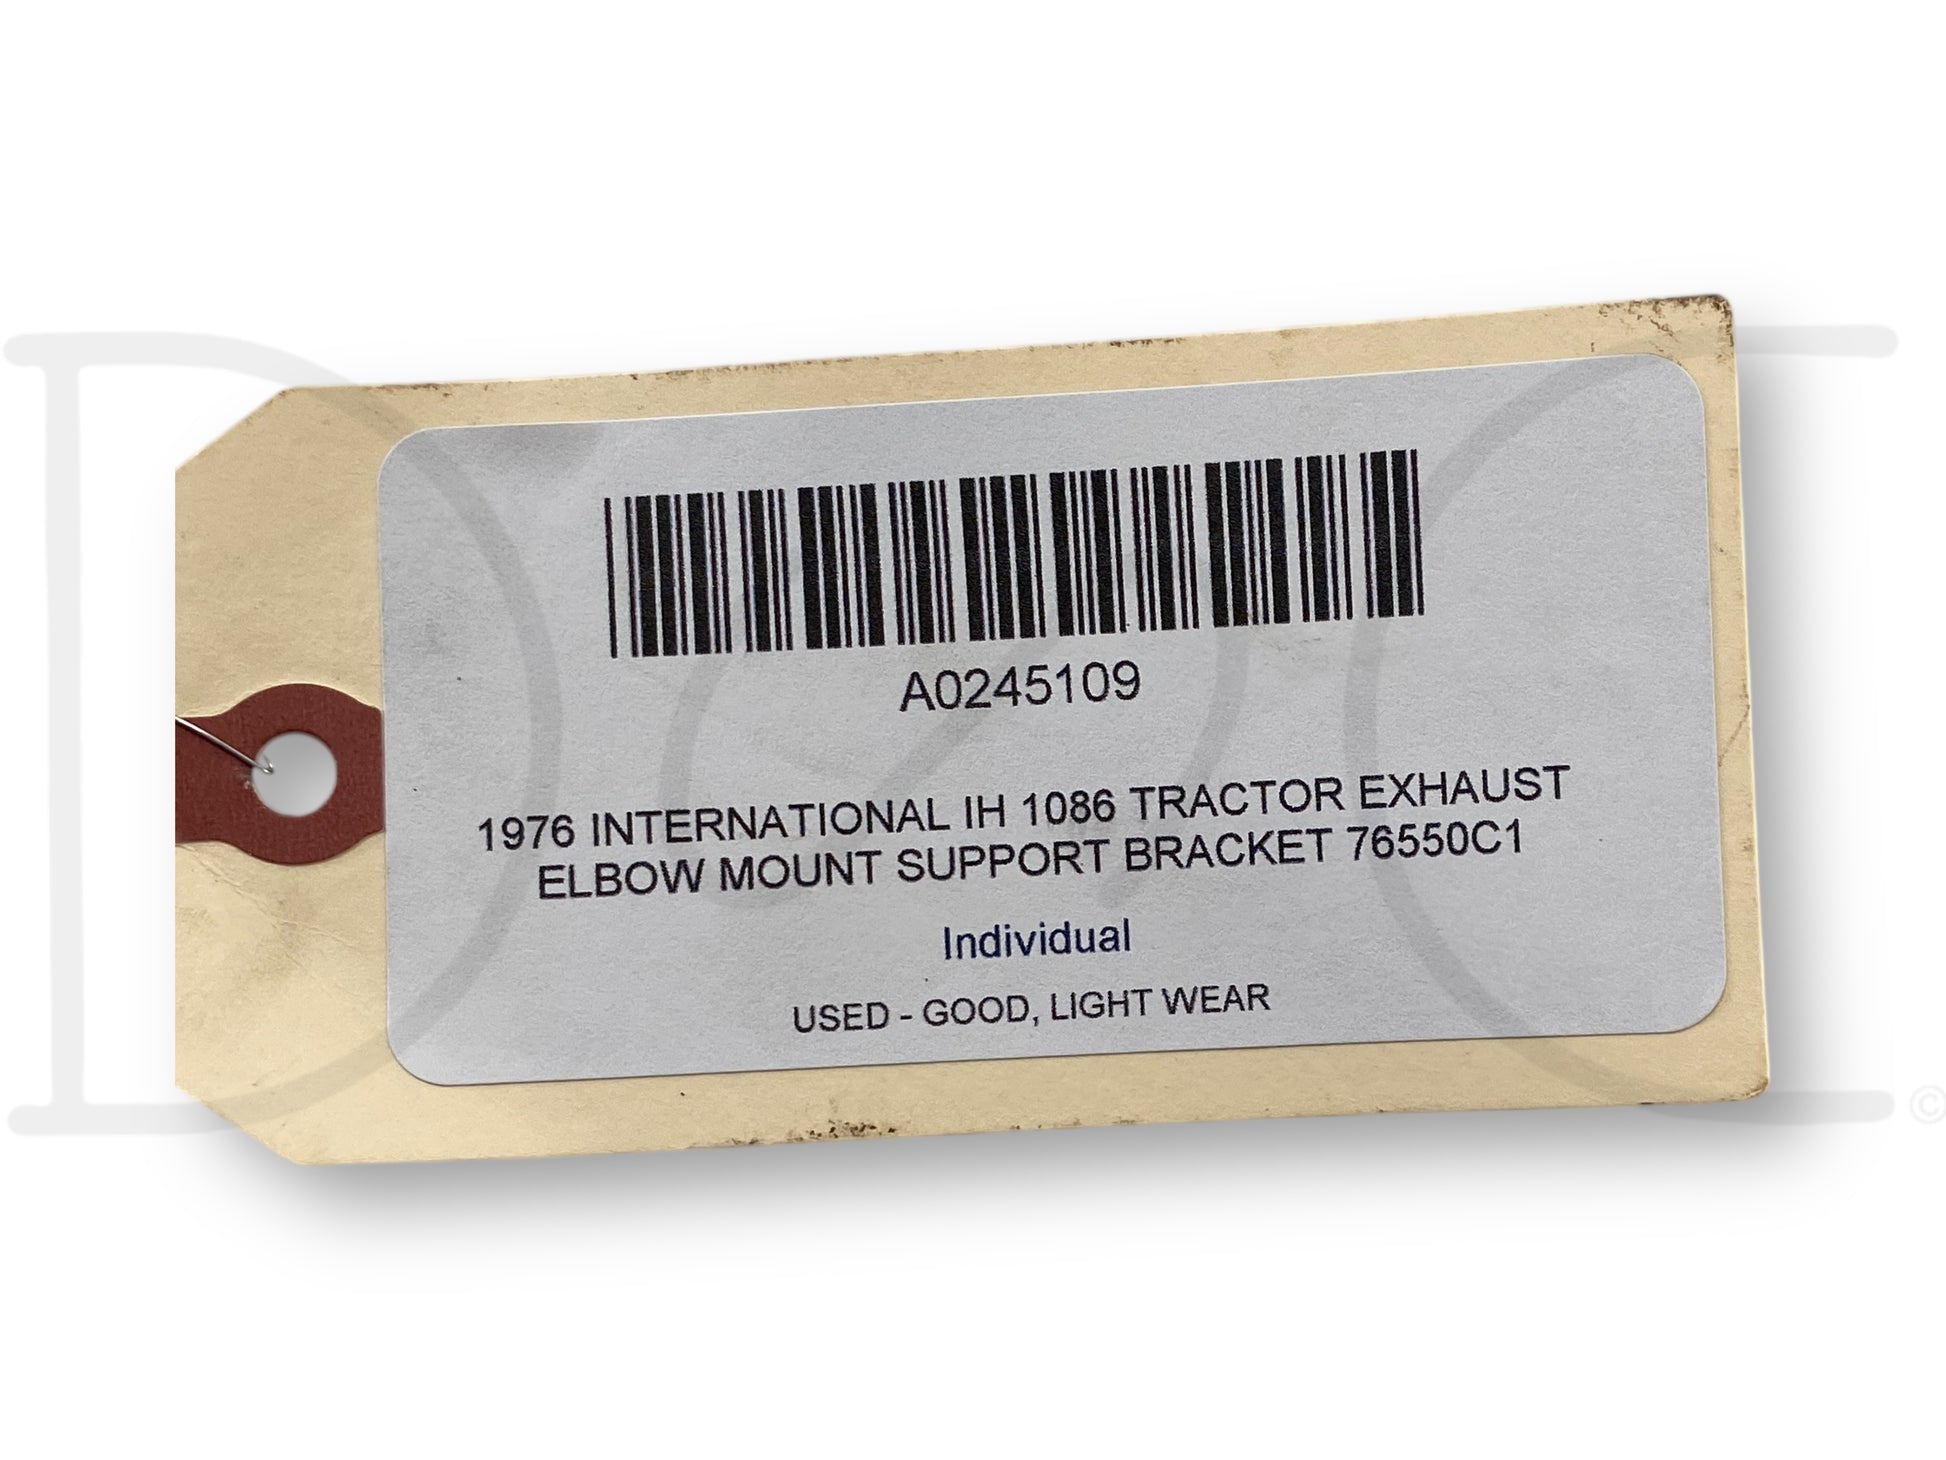 A0245109
1976 INTERNATIONAL IH 1086 TRACTOR EXHAUST
ELBOW MOUNT SUPPORT BRACKET 76550C1
Individual
USED - GOOD, LIGHT WEAR
©